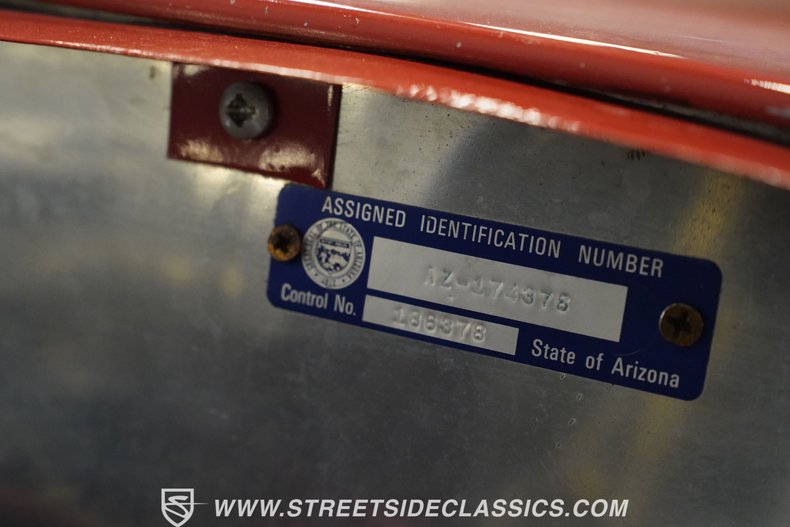 ASSIGNED IDENTIFICATION NUMBER
AZ-174378
Control No. 186378
State of Arizona
WWW.STREETSIDECLASSICS.COM